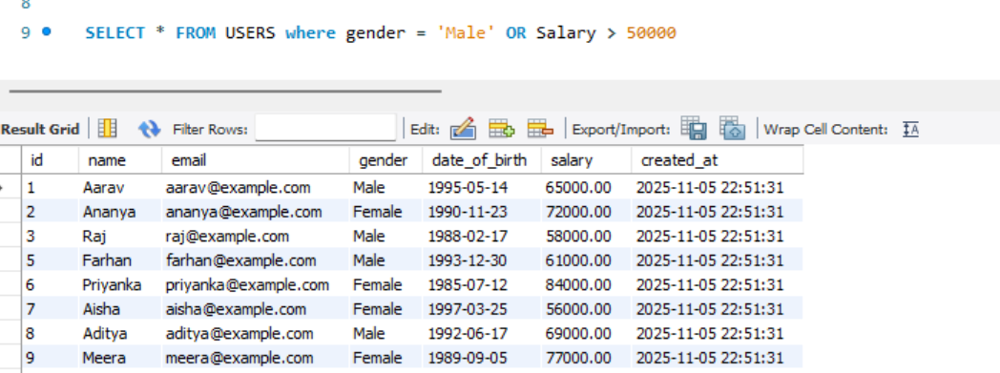 8
9 SELECT * FROM USERS where gender = 'Male' OR Salary > 50000
Result Grid Filter Rows: Edit: Export/Import: Wrap Cell Content: IA
id name email gender date_of_birth salary created_at
1 Aarav aarav@example.com Male 1995-05-14 65000.00 2025-11-05 22:51:31
2 Ananya ananya@example.com Female 1990-11-23 72000.00 2025-11-05 22:51:31
3 Raj raj@example.com Male 1988-02-17 58000.00 2025-11-05 22:51:31
5 Farhan farhan@example.com Male 1993-12-30 61000.00 2025-11-05 22:51:31
6 Priyanka priyanka@example.com Female 1985-07-12 84000.00 2025-11-05 22:51:31
7 Aisha aisha@example.com Female 1997-03-25 56000.00 2025-11-05 22:51:31
8 Aditya aditya@example.com Male 1992-06-17 69000.00 2025-11-05 22:51:31
9 Meera meera@example.com Female 1989-09-05 77000.00 2025-11-05 22:51:31